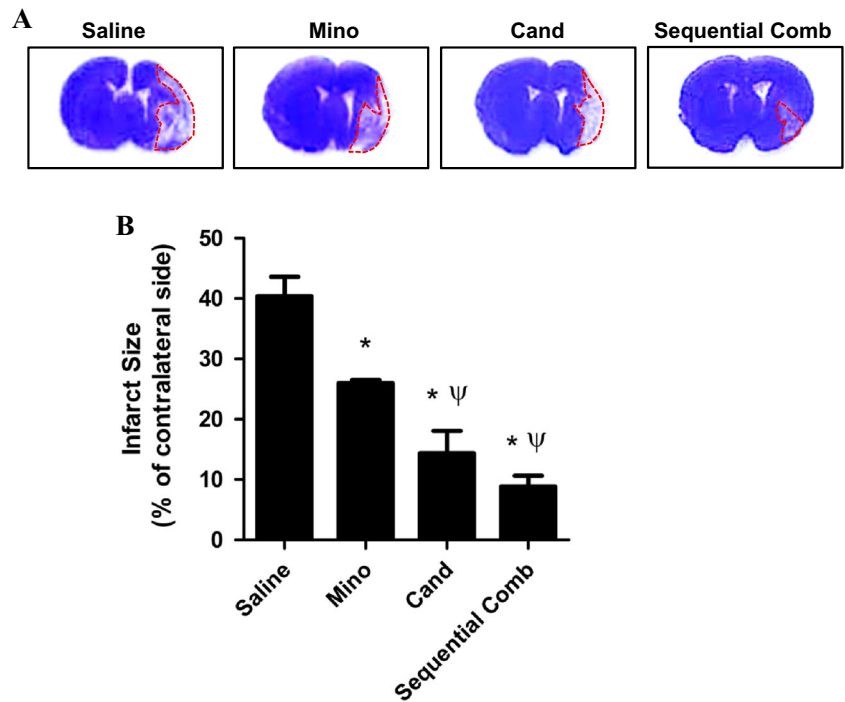 A
Saline Mino Cand Sequential Comb
B
50
40
30
20
10
0
Infarct Size
(% of contralateral side)
*
* Ψ
* Ψ
Saline
Mino
Cand
Sequential Comb